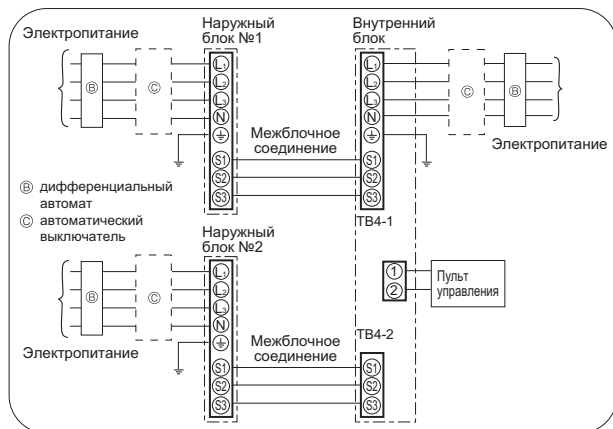 Электропитание
Наружный
блок №1
Внутренний
блок
L₁
L₂
L₃
N
S1
S2
S3
Ⓑ
Ⓒ
Межблочное
соединение
L₁
L₂
L₃
N
S1
S2
S3
TB4-1
Ⓒ
Ⓑ
Электропитание
Ⓑ дифференциальный
автомат
Ⓒ автоматический
выключатель
Наружный
блок №2
Ⓑ
Ⓒ
L₁
L₂
L₃
N
S1
S2
S3
Электропитание
Межблочное
соединение
1
2
Пульт
управления
TB4-2
S1
S2
S3